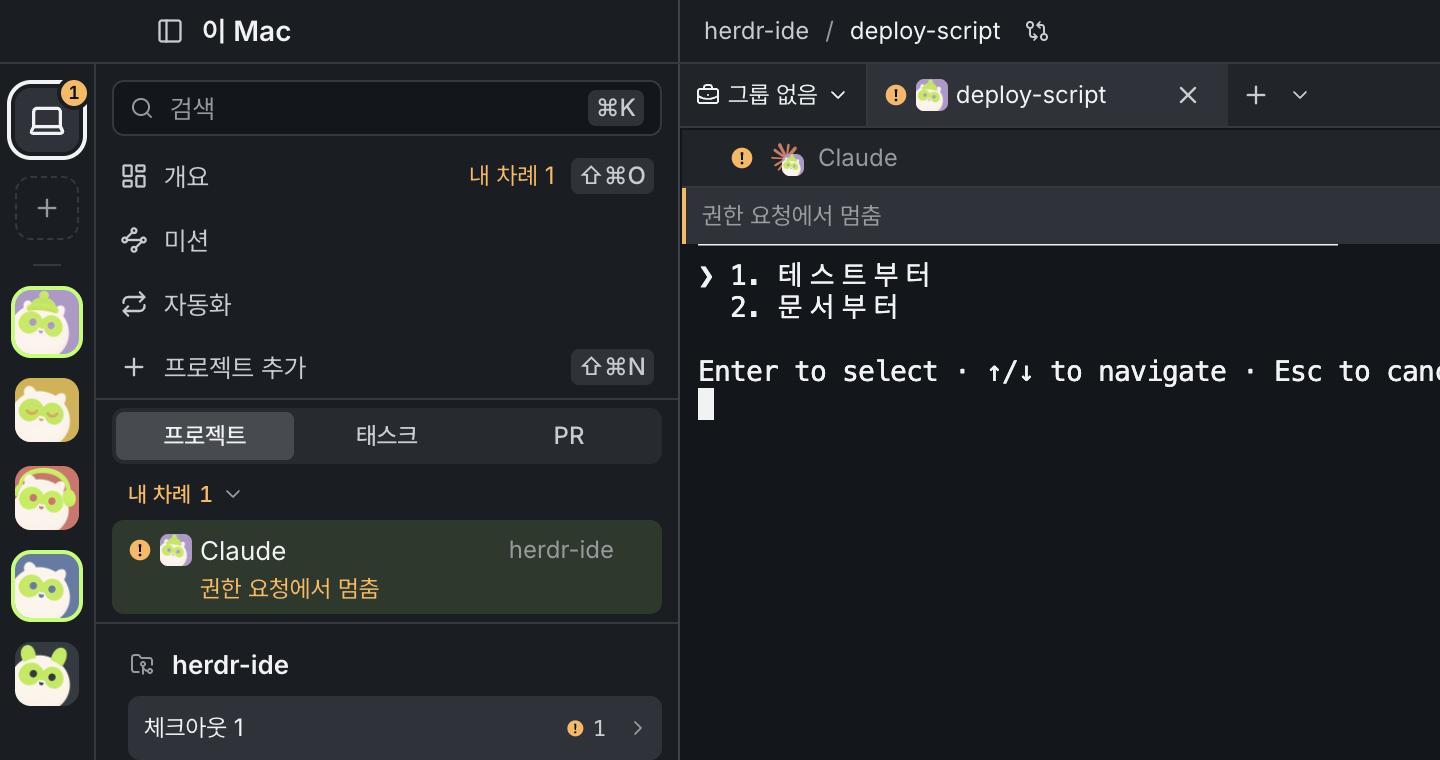 이 Mac
herdr-ide / deploy-script
1
검색 ⌘K
개요 내 차례 1 ⇧⌘O
미션
자동화
프로젝트 추가 ⇧⌘N
프로젝트 태스크 PR
내 차례 1
! Claude herdr-ide
권한 요청에서 멈춤
herdr-ide
체크아웃 1 ! 1
그룹 없음 ! deploy-script
! Claude
권한 요청에서 멈춤
❯ 1. 테스트부터
2. 문서부터
Enter to select · ↑/↓ to navigate · Esc to canc